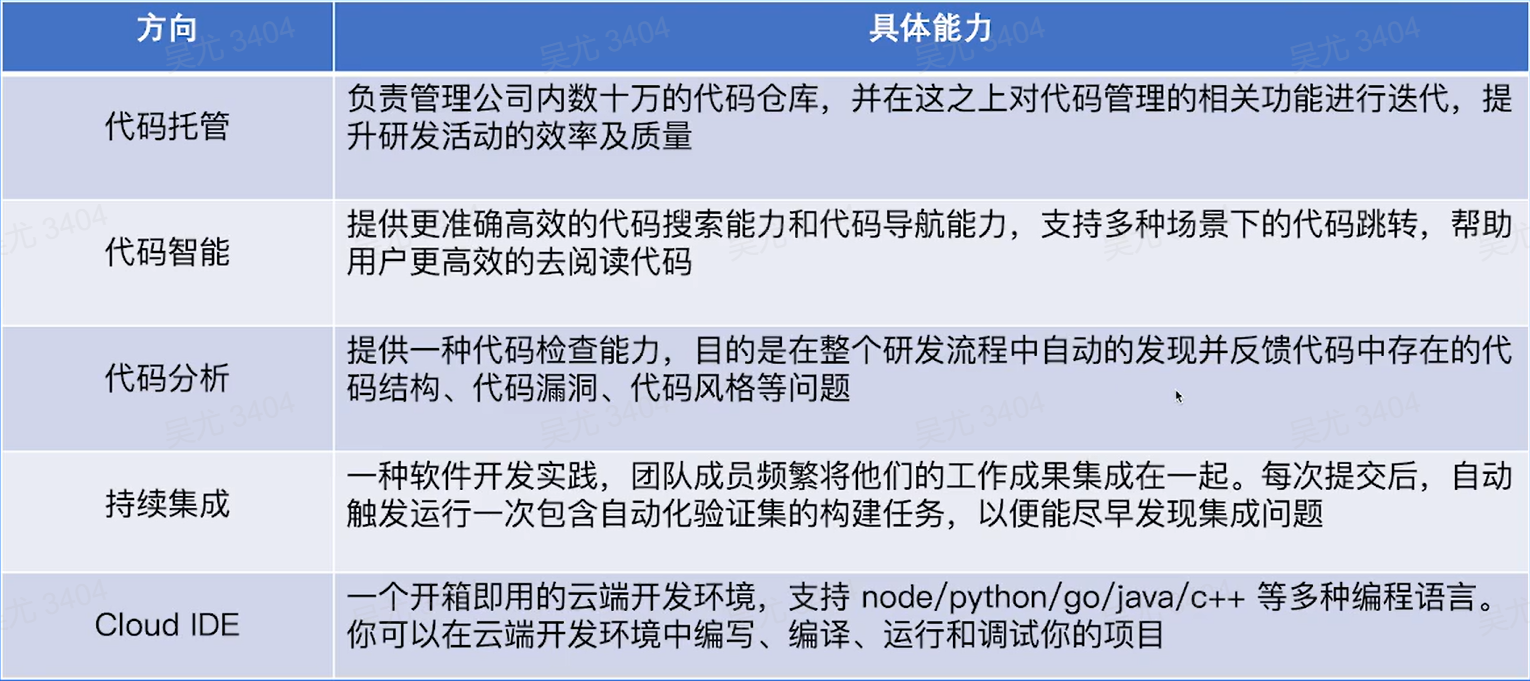 方向
具体能力
代码托管
负责管理公司内数十万的代码仓库，并在这之上对代码管理的相关功能进行迭代，提
升研发活动的效率及质量
代码智能
提供更准确高效的代码搜索能力和代码导航能力，支持多种场景下的代码跳转，帮助
用户更高效的去阅读代码
代码分析
提供一种代码检查能力，目的是在整个研发流程中自动的发现并反馈代码中存在的代
码结构、代码漏洞、代码风格等问题
持续集成
一种软件开发实践，团队成员频繁将他们的工作成果集成在一起。每次提交后，自动
触发运行一次包含自动化验证集的构建任务，以便能尽早发现集成问题
Cloud IDE
一个开箱即用的云端开发环境，支持 node/python/go/java/c++ 等多种编程语言。
你可以在云端开发环境中编写、编译、运行和调试你的项目
吴尤 3404